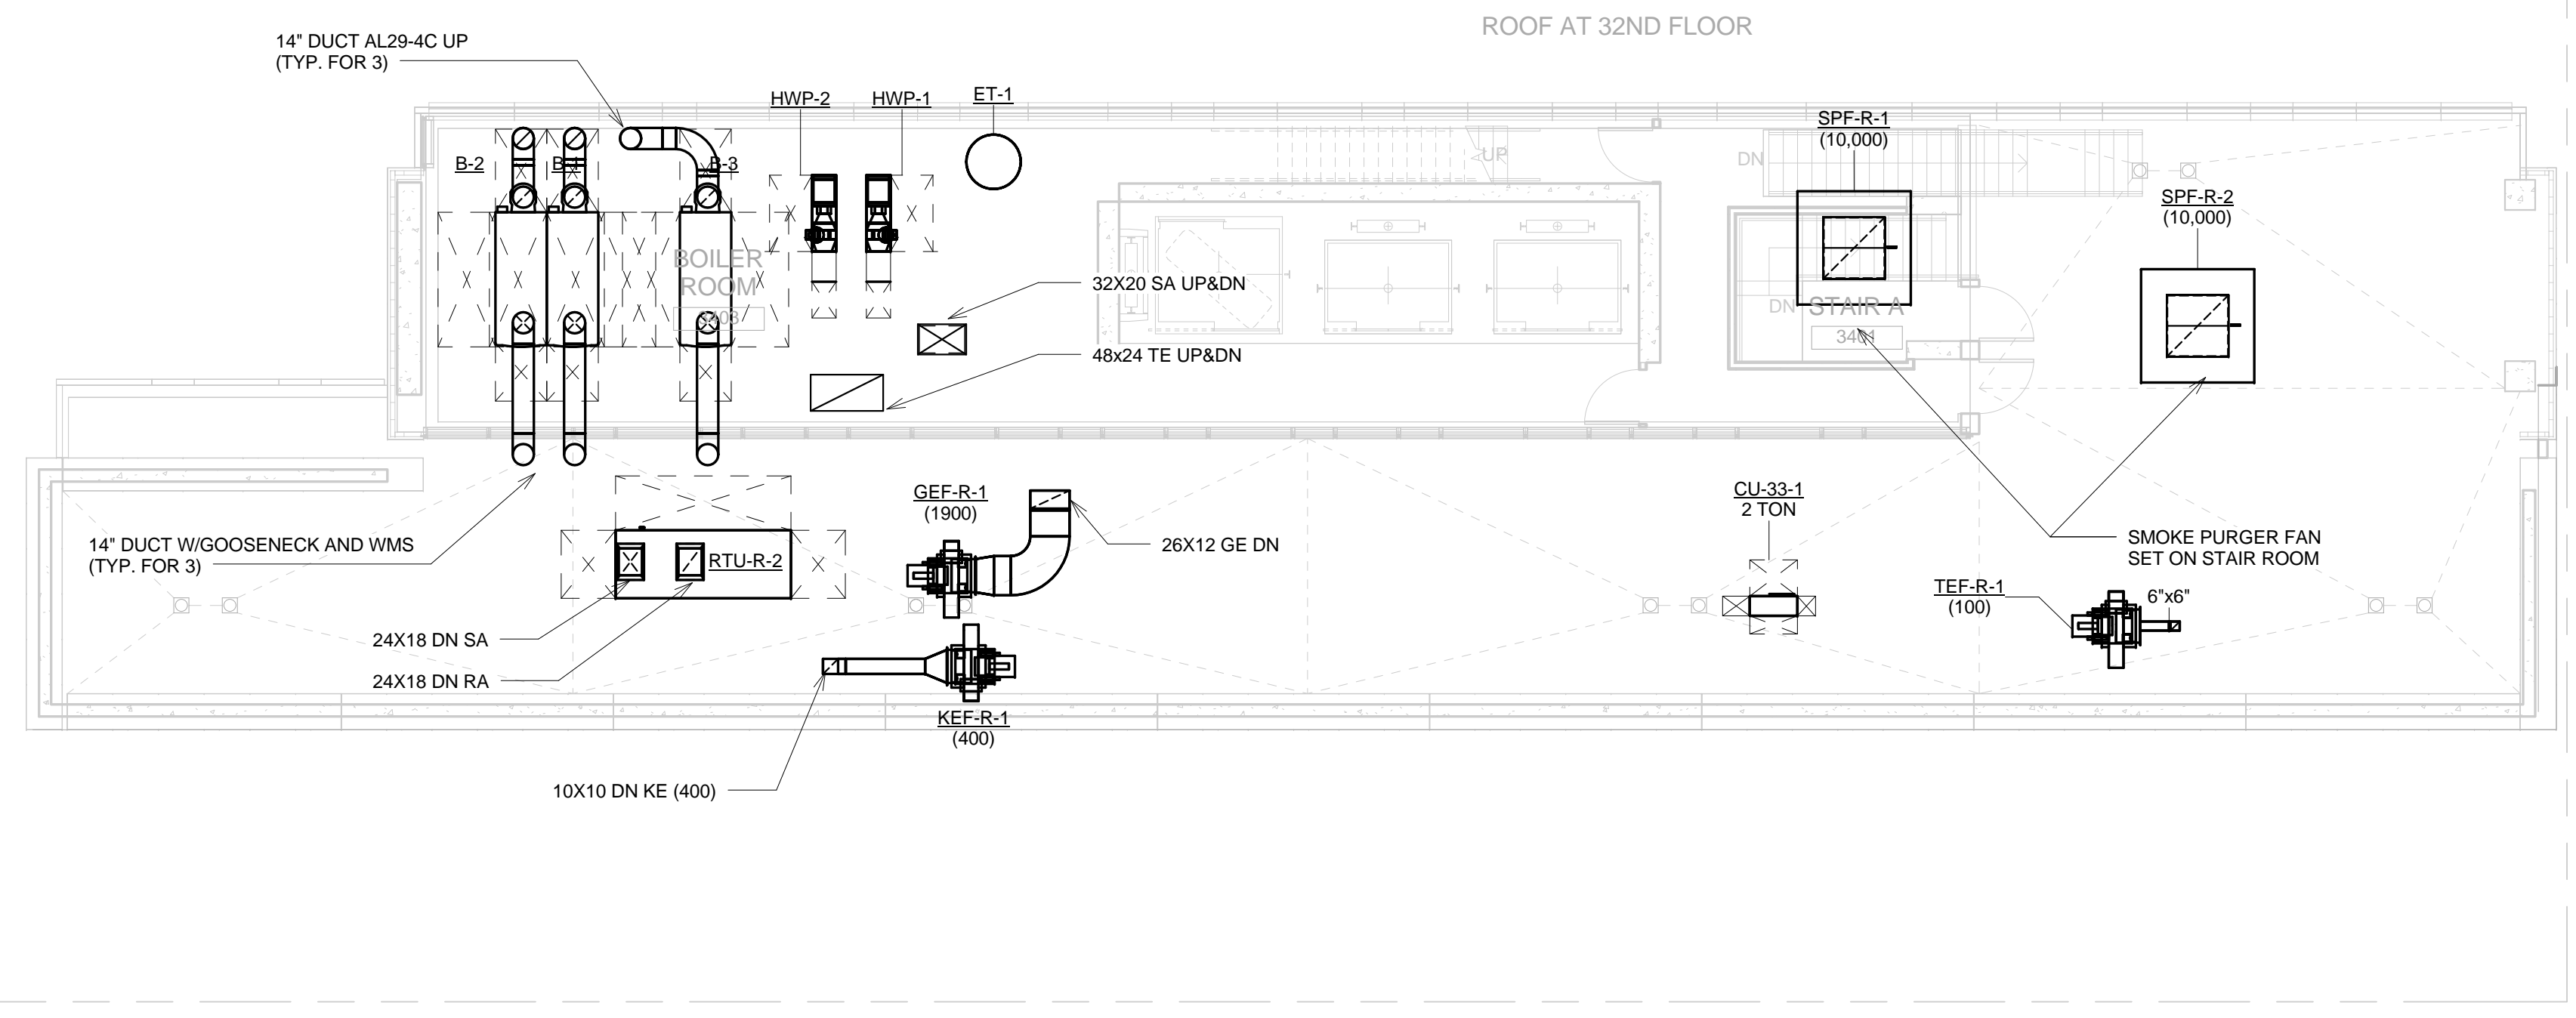 ROOF AT 32ND FLOOR
14" DUCT AL29-4C UP
(TYP. FOR 3)
HWP-2
HWP-1
ET-1
SPF-R-1
(10,000)
B-2
B-1
B-3
UP
DN
SPF-R-2
(10,000)
BOILER
ROOM
3403
32X20 SA UP&DN
DN
STAIR A
3401
48x24 TE UP&DN
GEF-R-1
(1900)
CU-33-1
2 TON
14" DUCT W/GOOSENECK AND WMS
(TYP. FOR 3)
26X12 GE DN
SMOKE PURGER FAN
SET ON STAIR ROOM
RTU-R-2
TEF-R-1
(100)
6"x6"
24X18 DN SA
24X18 DN RA
KEF-R-1
(400)
10X10 DN KE (400)